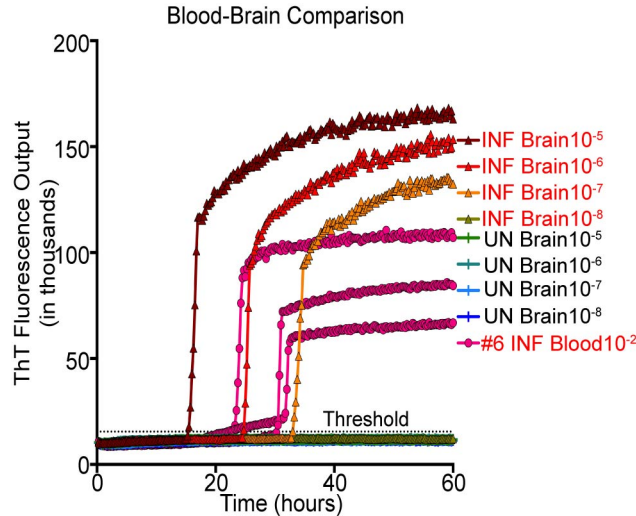 Blood-Brain Comparison
ThT Fluorescence Output
(in thousands)
200
150
100
50
0
Threshold
0
20
40
60
Time (hours)
INF Brain10⁻⁵
INF Brain10⁻⁶
INF Brain10⁻⁷
INF Brain10⁻⁸
UN Brain10⁻⁵
UN Brain10⁻⁶
UN Brain10⁻⁷
UN Brain10⁻⁸
#6 INF Blood10⁻²